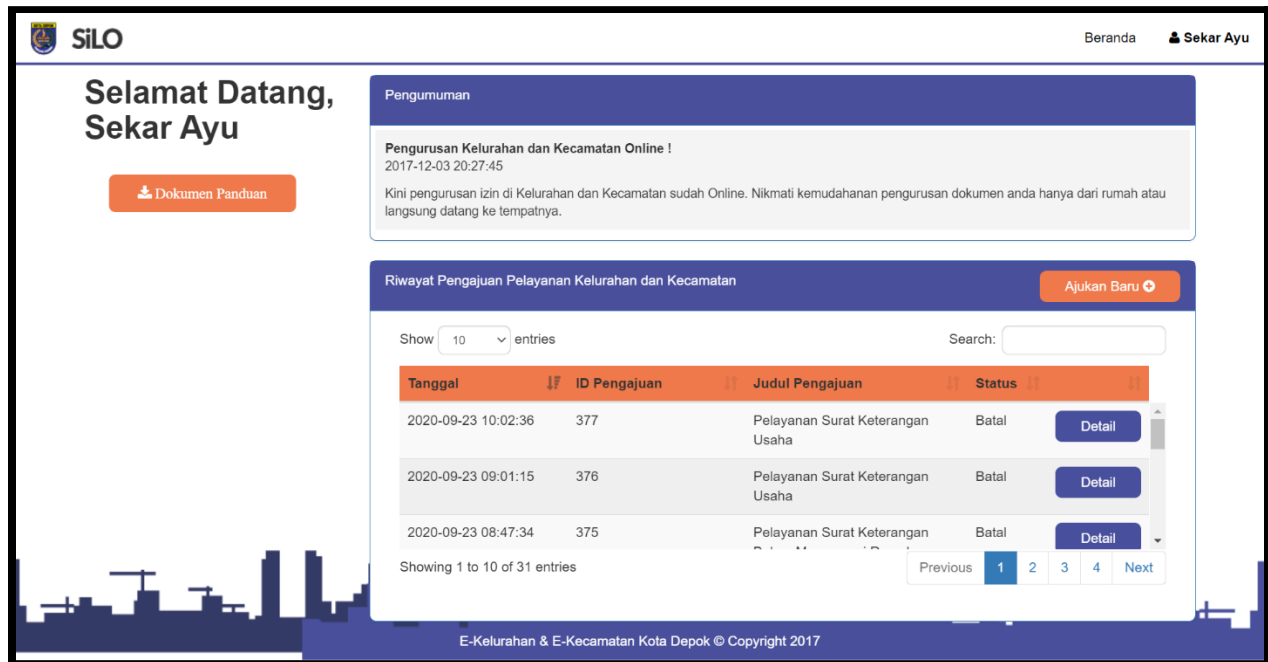 SiLO
Beranda
Sekar Ayu
Selamat Datang,
Sekar Ayu
Dokumen Panduan
Pengumuman
Pengurusan Kelurahan dan Kecamatan Online !
2017-12-03 20:27:45
Kini pengurusan izin di Kelurahan dan Kecamatan sudah Online. Nikmati kemudahanan pengurusan dokumen anda hanya dari rumah atau
langsung datang ke tempatnya.
Riwayat Pengajuan Pelayanan Kelurahan dan Kecamatan
Ajukan Baru
Show 10 entries
Search:
Tanggal ID Pengajuan Judul Pengajuan Status
2020-09-23 10:02:36 377 Pelayanan Surat Keterangan Batal Detail
Usaha
2020-09-23 09:01:15 376 Pelayanan Surat Keterangan Batal Detail
Usaha
2020-09-23 08:47:34 375 Pelayanan Surat Keterangan Batal Detail
Showing 1 to 10 of 31 entries
Previous 1 2 3 4 Next
E-Kelurahan & E-Kecamatan Kota Depok © Copyright 2017